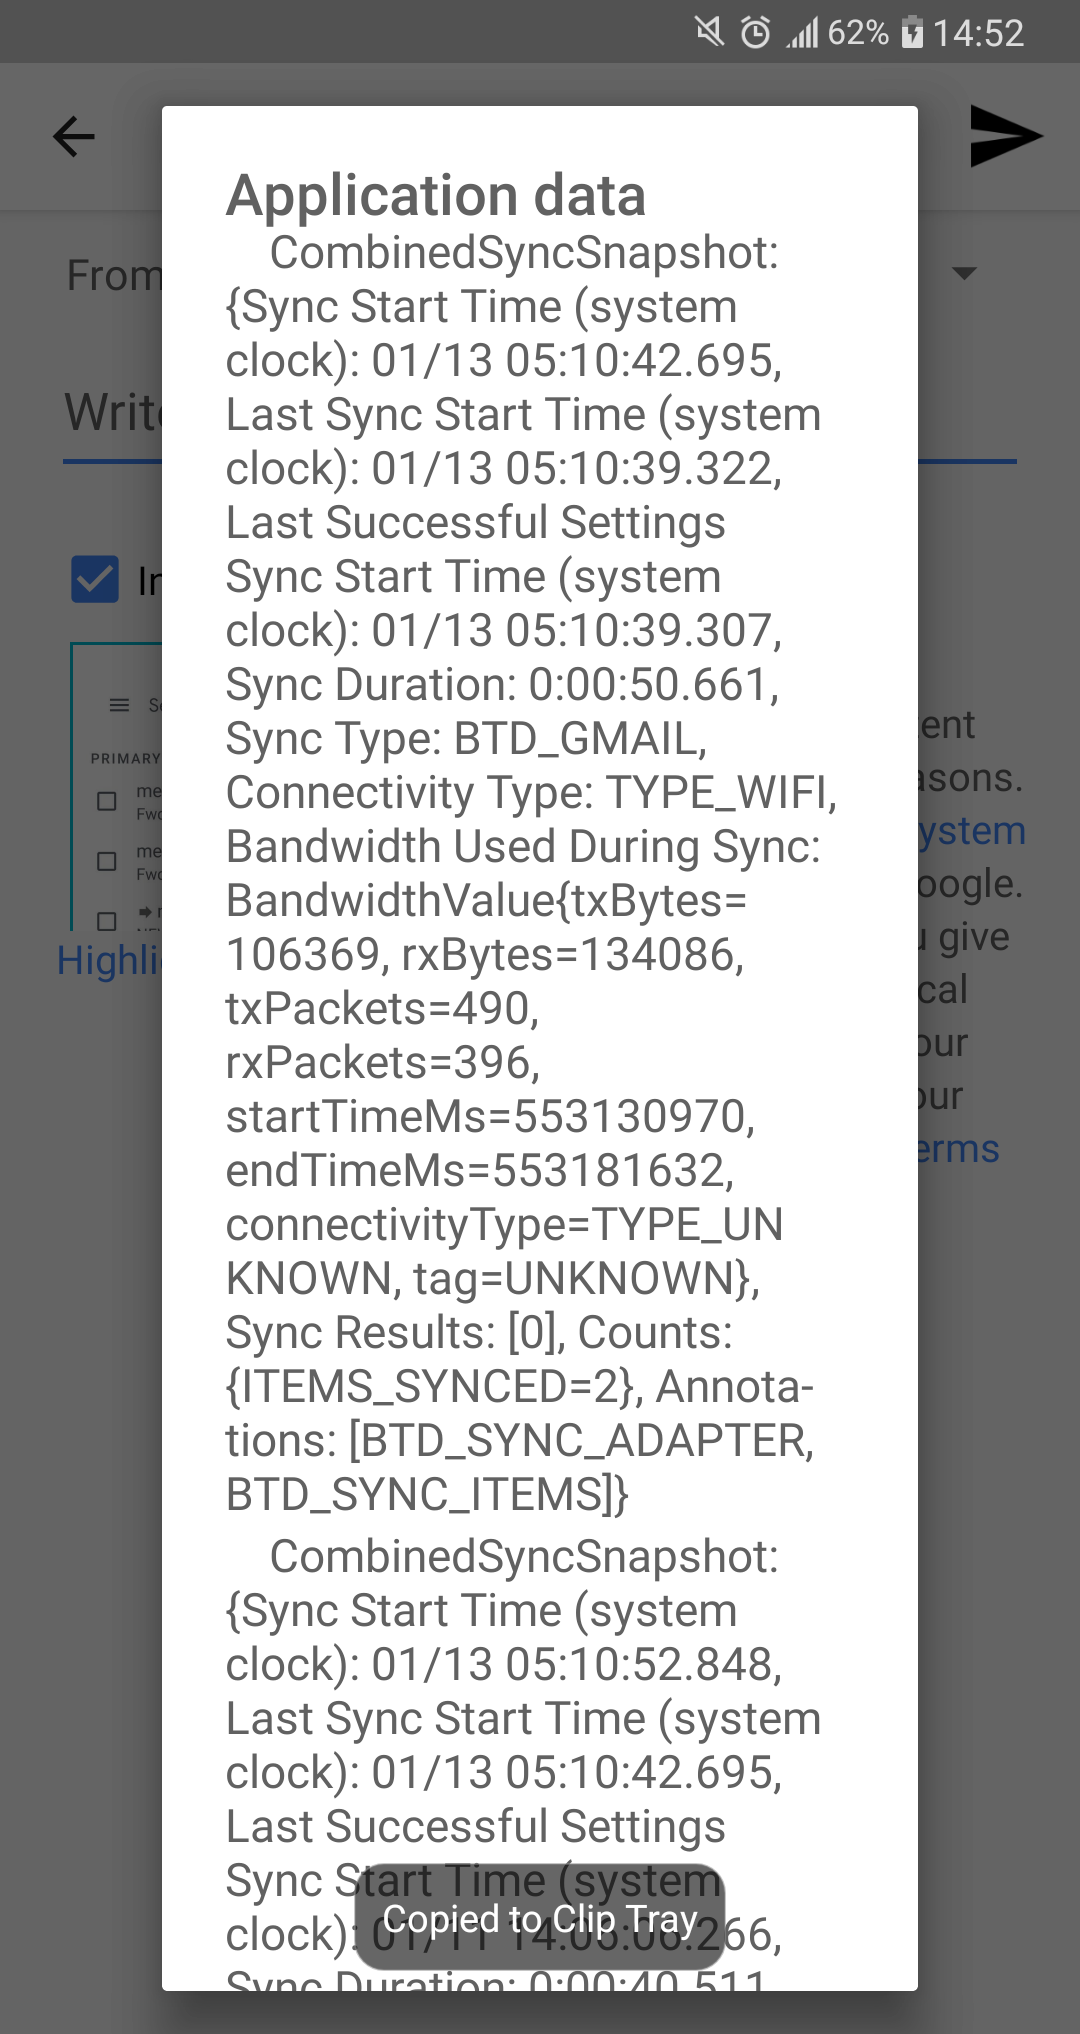 62% 14:52
From
Write
Application data
CombinedSyncSnapshot:
{Sync Start Time (system
clock): 01/13 05:10:42.695,
Last Sync Start Time (system
clock): 01/13 05:10:39.322,
Last Successful Settings
Sync Start Time (system
clock): 01/13 05:10:39.307,
Sync Duration: 0:00:50.661,
Sync Type: BTD_GMAIL,
Connectivity Type: TYPE_WIFI,
Bandwidth Used During Sync:
BandwidthValue{txBytes=
106369, rxBytes=134086,
txPackets=490,
rxPackets=396,
startTimeMs=553130970,
endTimeMs=553181632,
connectivityType=TYPE_UN
KNOWN, tag=UNKNOWN},
Sync Results: [0], Counts:
{ITEMS_SYNCED=2}, Annota-
tions: [BTD_SYNC_ADAPTER,
BTD_SYNC_ITEMS]}
CombinedSyncSnapshot:
{Sync Start Time (system
clock): 01/13 05:10:52.848,
Last Sync Start Time (system
clock): 01/13 05:10:42.695,
Last Successful Settings
Sync Start Time (system
clock): 01/11 14:06:06.266,
Sync Duration: 0:00:40.511
Copied to Clip Tray
PRIMARY
me
me
Highli
ent
asons.
ystem
oogle.
u give
cal
our
our
erms